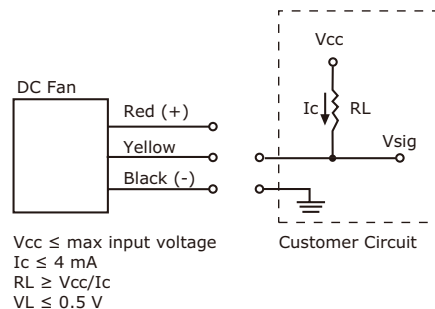 Vcc
DC Fan
Ic
RL
Red (+)
Vsig
Yellow
Black (-)
Vcc ≤ max input voltage
Ic ≤ 4 mA
RL ≥ Vcc/Ic
VL ≤ 0.5 V
Customer Circuit